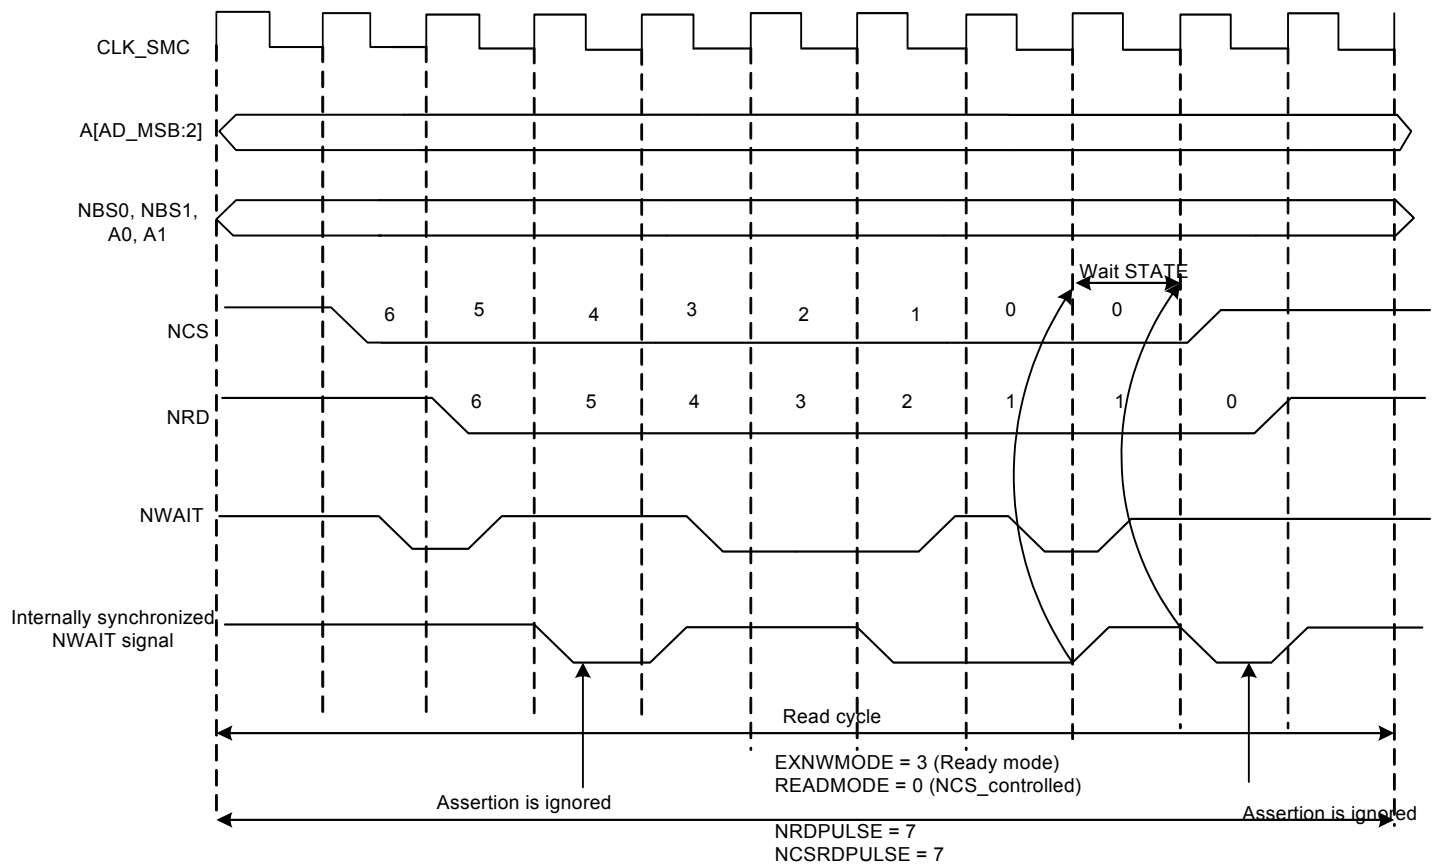 CLK_SMC
A[AD_MSB:2]
NBS0, NBS1,
A0, A1
Wait STATE
NCS
6 5 4 3 2 1 0 0
NRD
6 5 4 3 2 1 1 0
NWAIT
Internally synchronized
NWAIT signal
Read cycle
EXNWMODE = 3 (Ready mode)
READMODE = 0 (NCS_controlled)
Assertion is ignored
Assertion is ignored
NRDPULSE = 7
NCSRDPULSE = 7